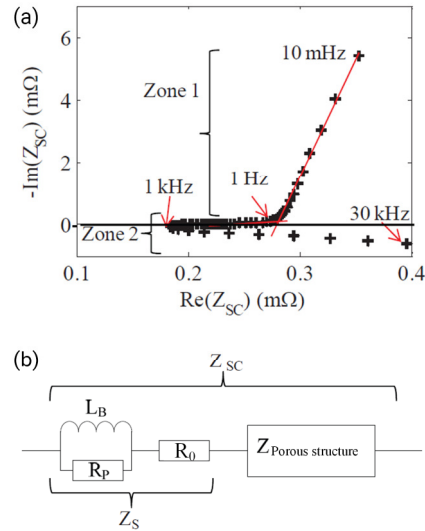 (a)
-Im(Z_SC) (mΩ)
6
4
2
0
Zone 1
Zone 2
10 mHz
1 kHz
1 Hz
30 kHz
0.1
0.2
0.3
0.4
Re(Z_SC) (mΩ)
(b)
Z_SC
L_B
R_P
R_0
Z_Porous structure
Z_S